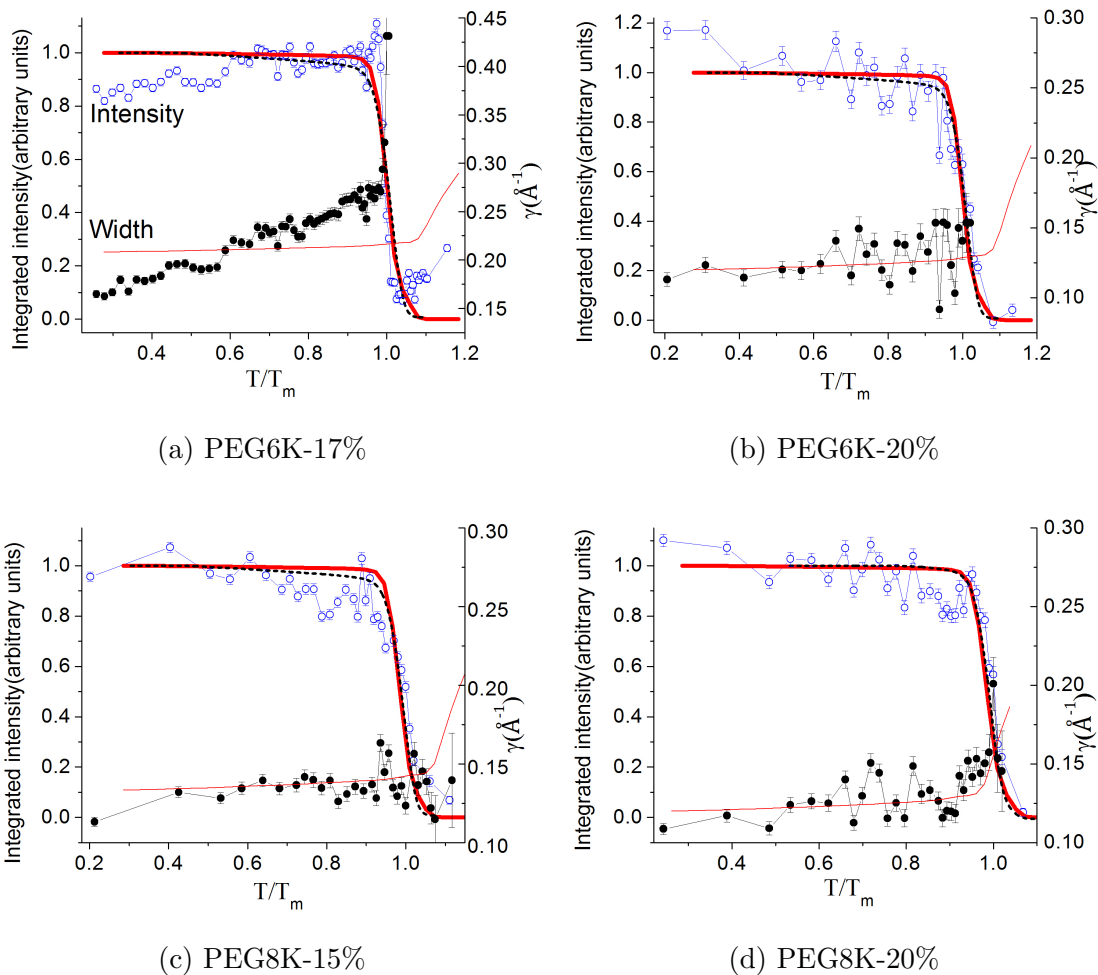 Integrated intensity(arbitrary units)
1.0
0.8
0.6
0.4
0.2
0.0
Intensity
Width
0.45
0.40
0.35
0.30
0.25
0.20
0.15
γ(Å⁻¹)
0.4 0.6 0.8 1.0 1.2
T/Tₘ
(a) PEG6K-17%
Integrated intensity(arbitrary units)
1.2
1.0
0.8
0.6
0.4
0.2
0.0
0.30
0.25
0.20
0.15
0.10
γ(Å⁻¹)
0.2 0.4 0.6 0.8 1.0 1.2
T/Tₘ
(b) PEG6K-20%
Integrated intensity(arbitrary units)
1.0
0.8
0.6
0.4
0.2
0.0
0.30
0.25
0.20
0.15
0.10
γ(Å⁻¹)
0.2 0.4 0.6 0.8 1.0
T/Tₘ
(c) PEG8K-15%
Integrated intensity(arbitrary units)
1.0
0.8
0.6
0.4
0.2
0.0
0.30
0.25
0.20
0.15
0.10
γ(Å⁻¹)
0.4 0.6 0.8 1.0
T/Tₘ
(d) PEG8K-20%